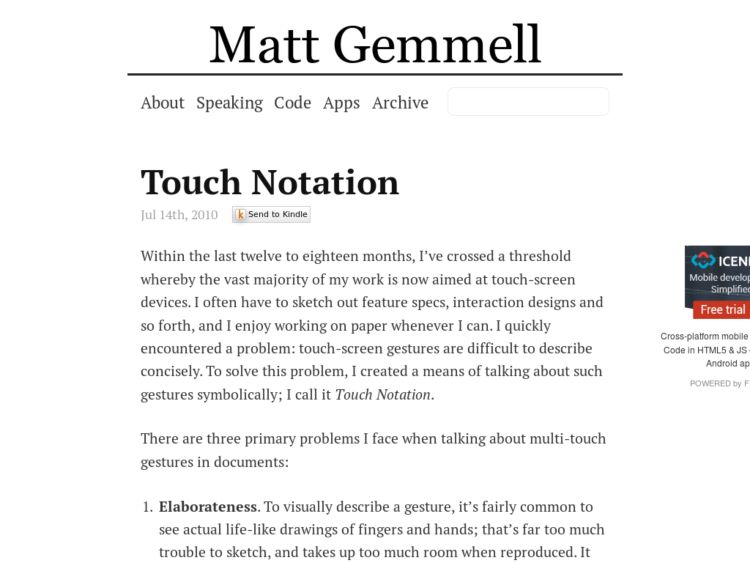 Matt Gemmell
About Speaking Code Apps Archive
Touch Notation
Jul 14th, 2010 k Send to Kindle
Within the last twelve to eighteen months, I’ve crossed a threshold
whereby the vast majority of my work is now aimed at touch-screen
devices. I often have to sketch out feature specs, interaction designs and
so forth, and I enjoy working on paper whenever I can. I quickly
encountered a problem: touch-screen gestures are difficult to describe
concisely. To solve this problem, I created a means of talking about such
gestures symbolically; I call it Touch Notation.
There are three primary problems I face when talking about multi-touch
gestures in documents:
1. Elaborateness. To visually describe a gesture, it’s fairly common to
see actual life-like drawings of fingers and hands; that’s far too much
trouble to sketch, and takes up too much room when reproduced. It
ICEN
Mobile develop
Simplifie
Free trial
Cross-platform mobile
Code in HTML5 & JS
Android ap
POWERED by F